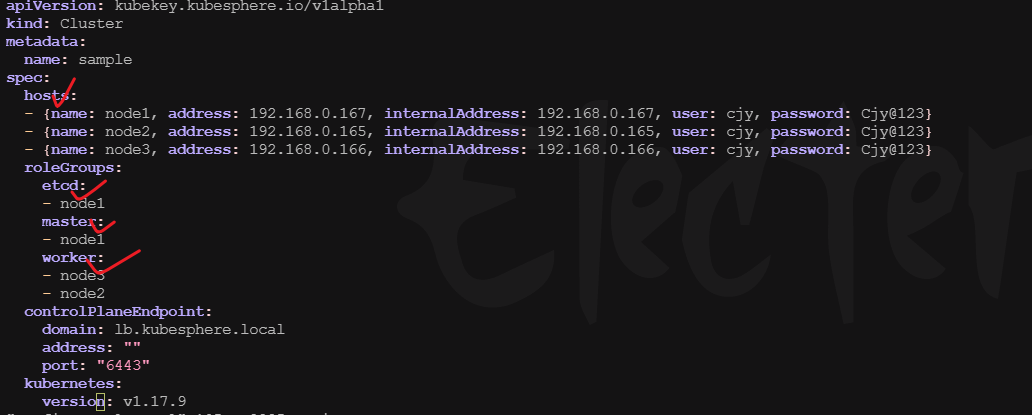 apiVersion: kubekey.kubesphere.io/v1alpha1
kind: Cluster
metadata:
  name: sample
spec:
  hosts:
  - {name: node1, address: 192.168.0.167, internalAddress: 192.168.0.167, user: cjy, password: Cjy@123}
  - {name: node2, address: 192.168.0.165, internalAddress: 192.168.0.165, user: cjy, password: Cjy@123}
  - {name: node3, address: 192.168.0.166, internalAddress: 192.168.0.166, user: cjy, password: Cjy@123}
  roleGroups:
    etcd:
    - node1
    master:
    - node1
    worker:
    - node3
    - node2
  controlPlaneEndpoint:
    domain: lb.kubesphere.local
    address: ""
    port: "6443"
  kubernetes:
    version: v1.17.9